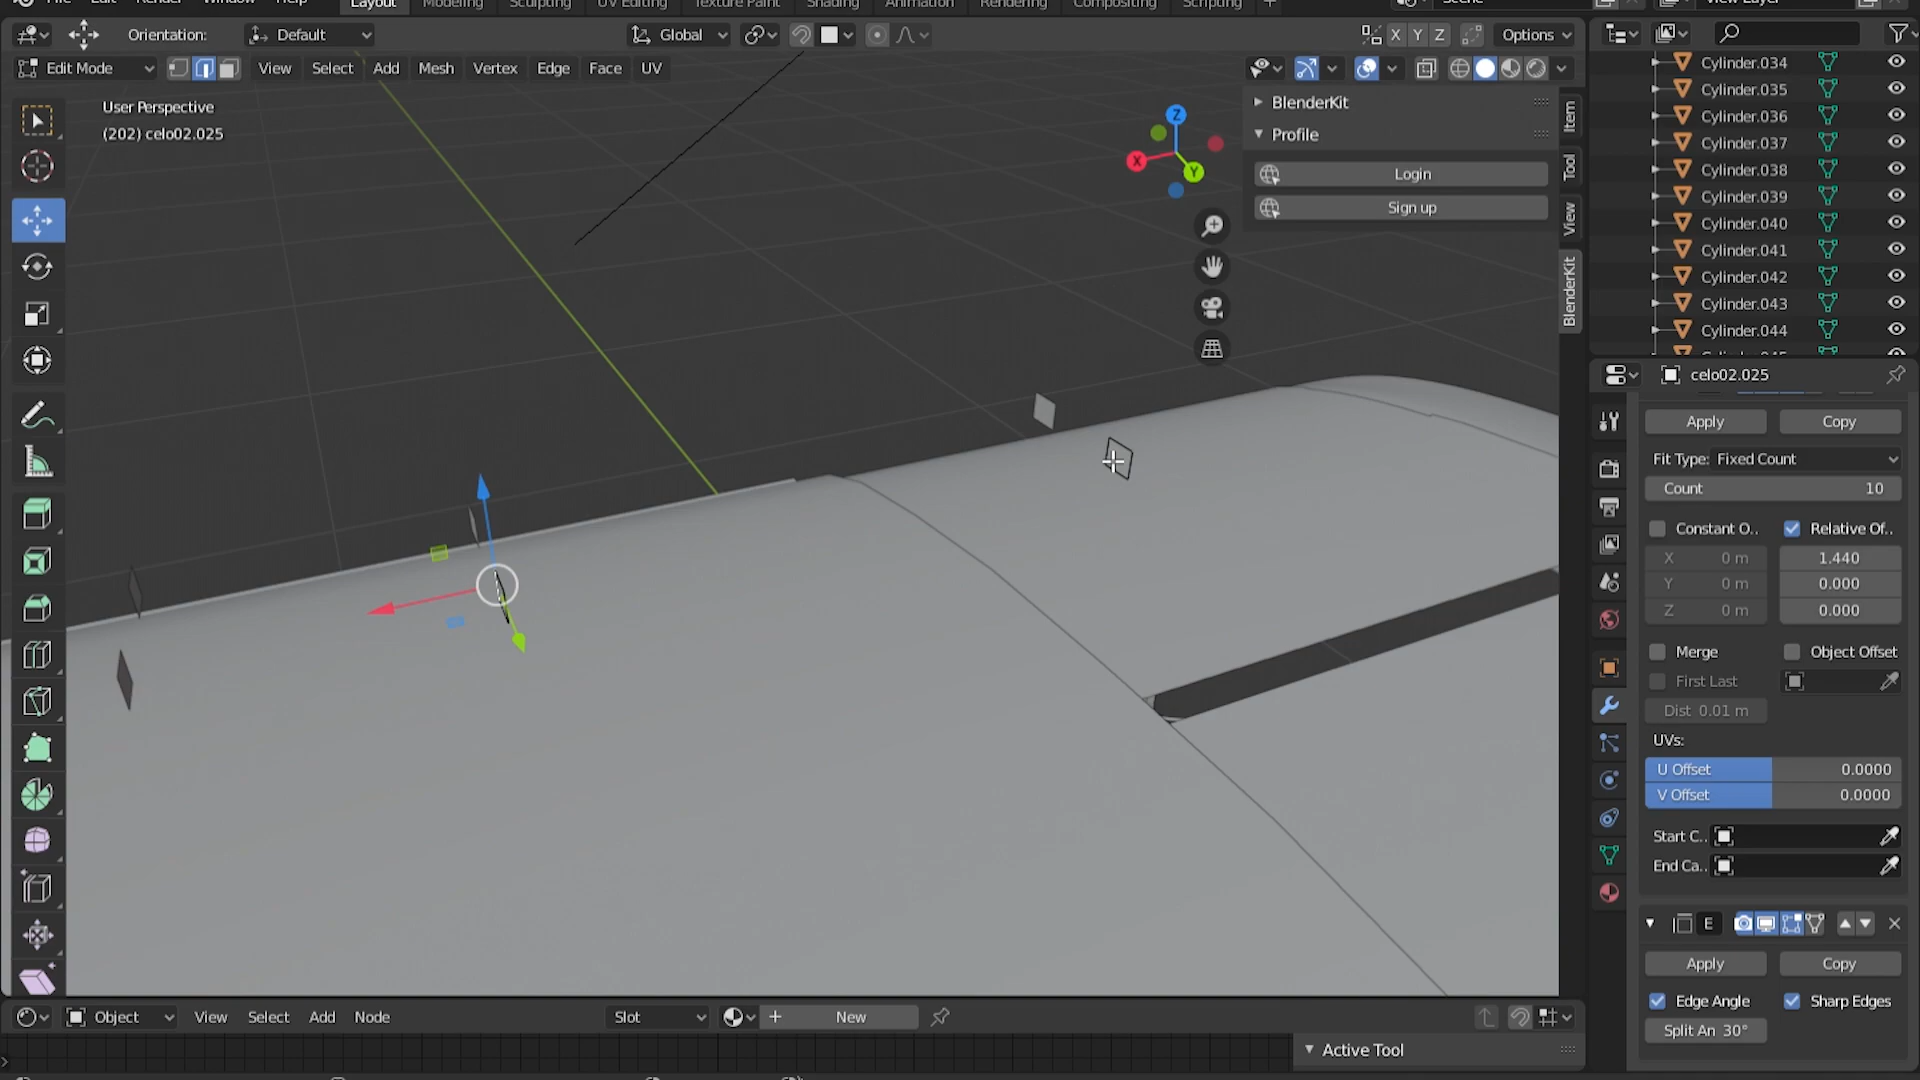 File Edit Render Window Help Layout Modeling Sculpting UV Editing Texture Paint Shading Animation Rendering Compositing Scripting + Scene View Layer
Orientation: Default Global X Y Z Options
Edit Mode View Select Add Mesh Vertex Edge Face UV
User Perspective
(202) celo02.025
Z
X
Y
BlenderKit
Profile
Login
Sign up
Item
Tool
View
BlenderKit
Cylinder.034
Cylinder.035
Cylinder.036
Cylinder.037
Cylinder.038
Cylinder.039
Cylinder.040
Cylinder.041
Cylinder.042
Cylinder.043
Cylinder.044
celo02.025
Apply Copy
Fit Type: Fixed Count
Count 10
Constant O.. Relative Of..
X 0 m 1.440
Y 0 m 0.000
Z 0 m 0.000
Merge Object Offset
First Last
Dist 0.01 m
UVs:
U Offset 0.0000
V Offset 0.0000
Start C..
End Ca..
E
Apply Copy
Edge Angle Sharp Edges
Split An 30°
Object View Select Add Node Slot New
Active Tool